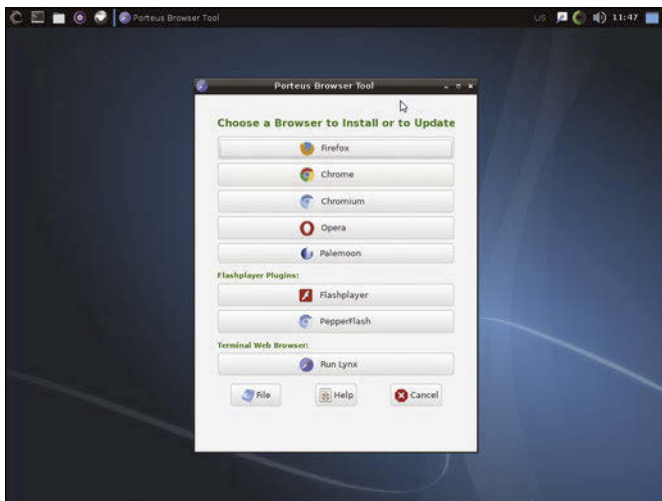 Porteus Browser Tool
US
11:47
Porteus Browser Tool
Choose a Browser to Install or to Update
Firefox
Chrome
Chromium
Opera
Palemoon
Flashplayer Plugins:
Flashplayer
PepperFlash
Terminal Web Browser:
Run Lynx
File Help Cancel